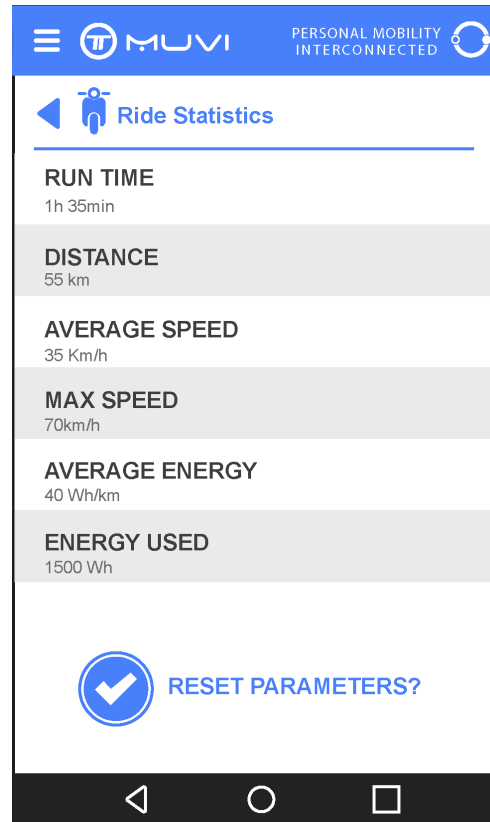 MUVI
PERSONAL MOBILITY
INTERCONNECTED
Ride Statistics
RUN TIME
1h 35min
DISTANCE
55 km
AVERAGE SPEED
35 Km/h
MAX SPEED
70km/h
AVERAGE ENERGY
40 Wh/km
ENERGY USED
1500 Wh
RESET PARAMETERS?